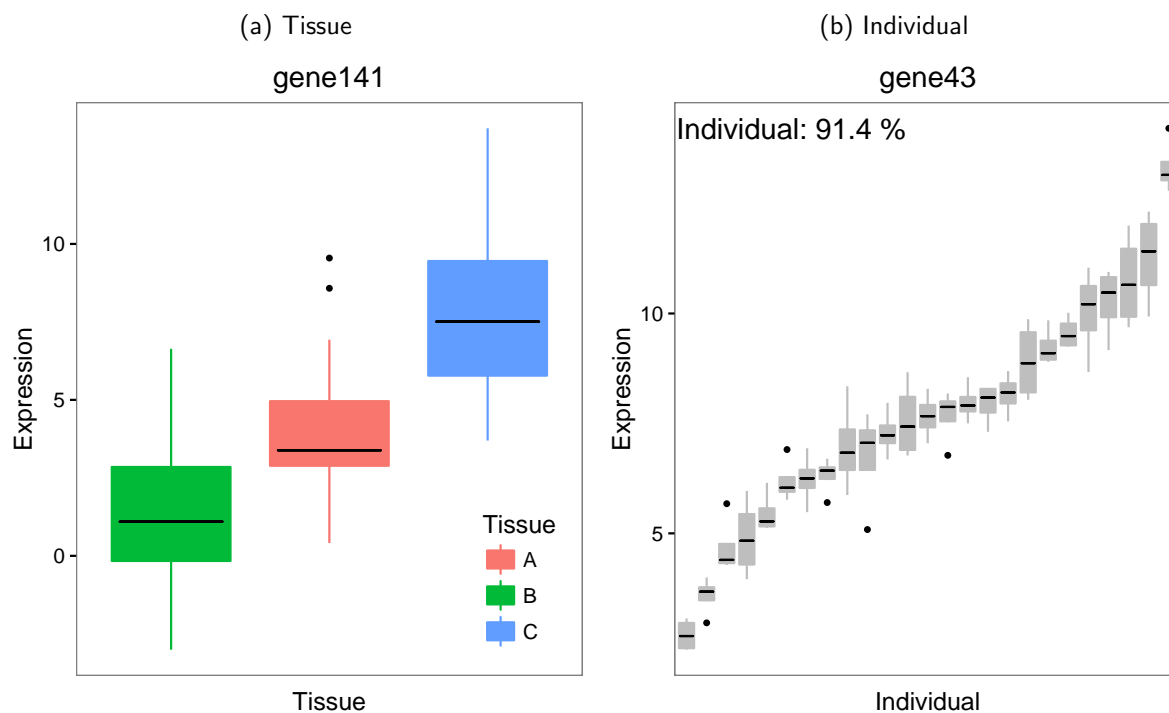 (a) Tissue
gene141
Expression
10
5
0
Tissue
A
B
C
Tissue
(b) Individual
gene43
Individual: 91.4 %
Expression
10
5
Individual